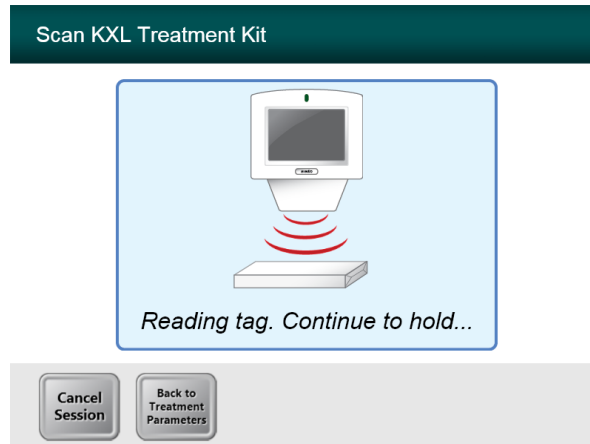 Scan KXL Treatment Kit
Reading tag. Continue to hold...
Cancel
Session
Back to
Treatment
Parameters